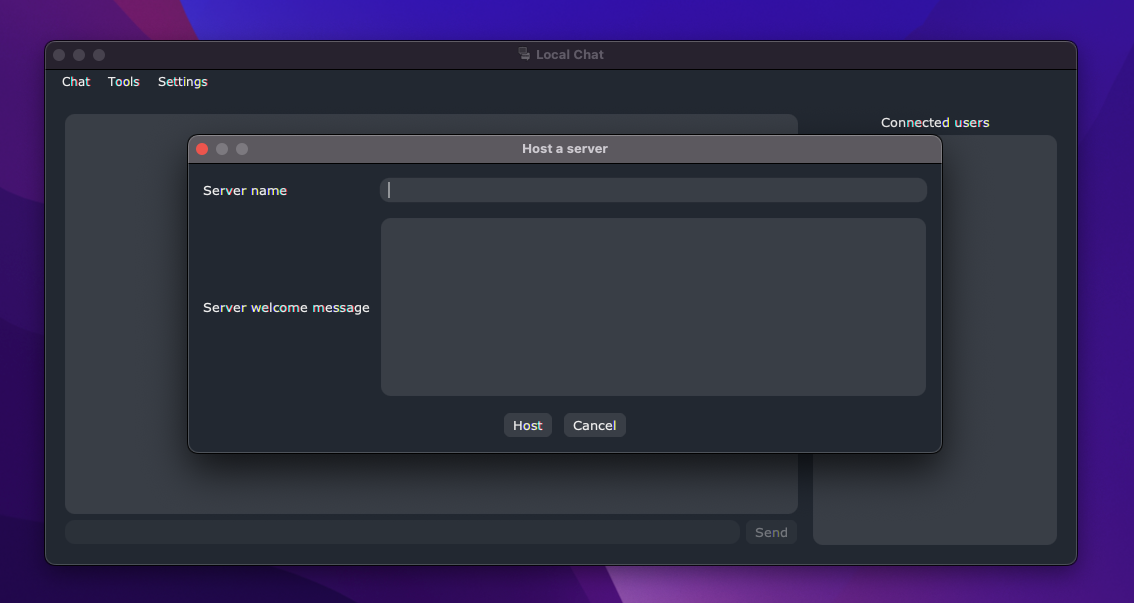 Local Chat
Chat Tools Settings
Connected users
Host a server
Server name
Server welcome message
Host Cancel
Send